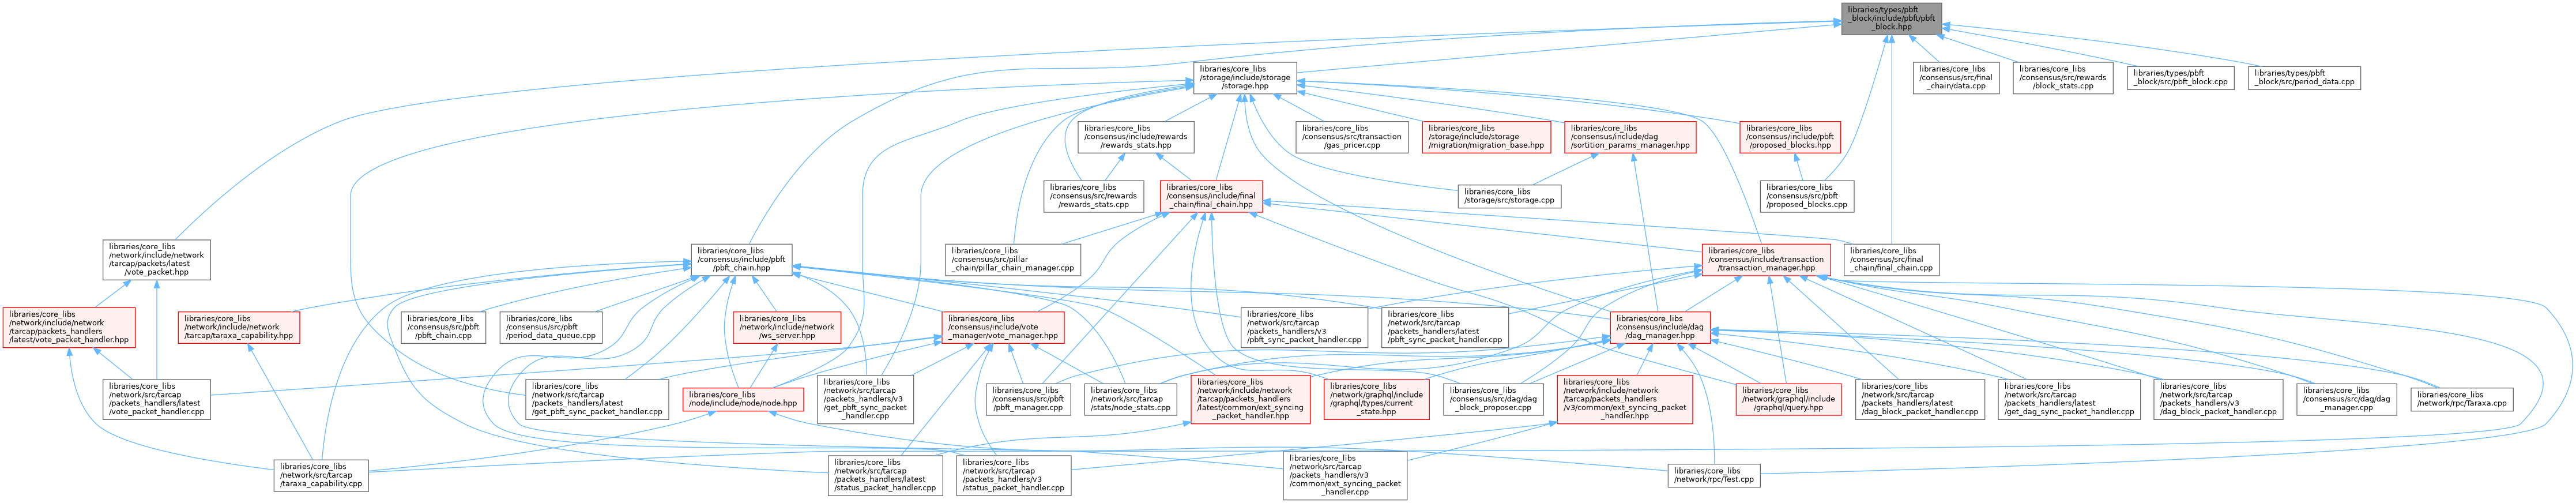 libraries/types/pbft
_block/include/pbft/pbft
_block.hpp
libraries/core_libs
/storage/include/storage
/storage.hpp
libraries/core_libs
/consensus/src/final
_chain/data.cpp
libraries/core_libs
/consensus/src/rewards
/block_stats.cpp
libraries/types/pbft
_block/src/pbft_block.cpp
libraries/types/pbft
_block/src/period_data.cpp
libraries/core_libs
/consensus/include/rewards
/rewards_stats.hpp
libraries/core_libs
/consensus/src/transaction
/gas_pricer.cpp
libraries/core_libs
/storage/include/storage
/migration/migration_base.hpp
libraries/core_libs
/consensus/include/dag
/sortition_params_manager.hpp
libraries/core_libs
/consensus/include/pbft
/proposed_blocks.hpp
libraries/core_libs
/consensus/src/rewards
/rewards_stats.cpp
libraries/core_libs
/consensus/include/final
_chain/final_chain.hpp
libraries/core_libs
/storage/src/storage.cpp
libraries/core_libs
/consensus/src/pbft
/proposed_blocks.cpp
libraries/core_libs
/network/include/network
/tarcap/packets/latest
/vote_packet.hpp
libraries/core_libs
/consensus/include/pbft
/pbft_chain.hpp
libraries/core_libs
/consensus/src/pillar
_chain/pillar_chain_manager.cpp
libraries/core_libs
/consensus/include/transaction
/transaction_manager.hpp
libraries/core_libs
/consensus/src/final
_chain/final_chain.cpp
libraries/core_libs
/network/include/network
/tarcap/packets_handlers
/latest/vote_packet_handler.hpp
libraries/core_libs
/network/include/network
/tarcap/taraxa_capability.hpp
libraries/core_libs
/consensus/src/pbft
/pbft_chain.cpp
libraries/core_libs
/consensus/src/pbft
/period_data_queue.cpp
libraries/core_libs
/network/include/network
/ws_server.hpp
libraries/core_libs
/consensus/include/vote
_manager/vote_manager.hpp
libraries/core_libs
/network/src/tarcap
/packets_handlers/v3
/pbft_sync_packet_handler.cpp
libraries/core_libs
/network/src/tarcap
/packets_handlers/latest
/pbft_sync_packet_handler.cpp
libraries/core_libs
/consensus/include/dag
/dag_manager.hpp
libraries/core_libs
/network/src/tarcap
/packets_handlers/latest
/vote_packet_handler.cpp
libraries/core_libs
/network/src/tarcap
/packets_handlers/latest
/get_pbft_sync_packet_handler.cpp
libraries/core_libs
/node/include/node/node.hpp
libraries/core_libs
/network/src/tarcap
/packets_handlers/v3
/get_pbft_sync_packet
_handler.cpp
libraries/core_libs
/consensus/src/pbft
/pbft_manager.cpp
libraries/core_libs
/network/src/tarcap
/stats/node_stats.cpp
libraries/core_libs
/network/include/network
/tarcap/packets_handlers
/latest/common/ext_syncing
_packet_handler.hpp
libraries/core_libs
/network/graphql/include
/graphql/types/current
_state.hpp
libraries/core_libs
/consensus/src/dag/dag
_block_proposer.cpp
libraries/core_libs
/network/include/network
/tarcap/packets_handlers
/v3/common/ext_syncing_packet
_handler.hpp
libraries/core_libs
/network/graphql/include
/graphql/query.hpp
libraries/core_libs
/network/src/tarcap
/packets_handlers/latest
/dag_block_packet_handler.cpp
libraries/core_libs
/network/src/tarcap
/packets_handlers/latest
/get_dag_sync_packet_handler.cpp
libraries/core_libs
/network/src/tarcap
/packets_handlers/v3
/dag_block_packet_handler.cpp
libraries/core_libs
/consensus/src/dag/dag
_manager.cpp
libraries/core_libs
/network/rpc/Taraxa.cpp
libraries/core_libs
/network/src/tarcap
/taraxa_capability.cpp
libraries/core_libs
/network/src/tarcap
/packets_handlers/latest
/status_packet_handler.cpp
libraries/core_libs
/network/src/tarcap
/packets_handlers/v3
/status_packet_handler.cpp
libraries/core_libs
/network/src/tarcap
/packets_handlers/v3
/common/ext_syncing_packet
_handler.cpp
libraries/core_libs
/network/rpc/Test.cpp